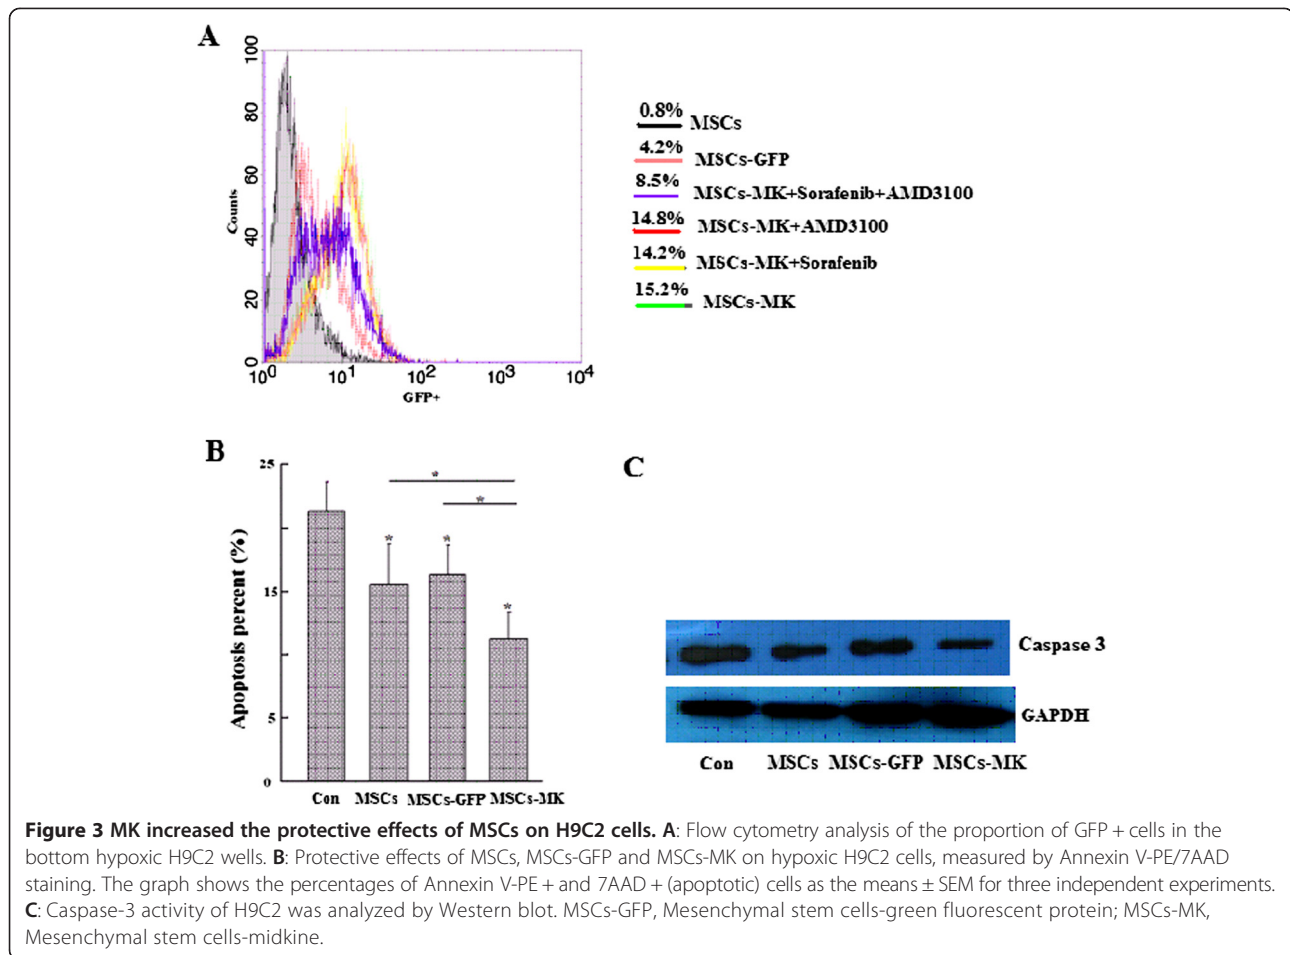 A
100
80
60
40
20
0
Counts
10^0 10^1 10^2 10^3 10^4
GFP+
0.8% MSCs
4.2% MSCs-GFP
8.5% MSCs-MK+Sorafenib+AMD3100
14.8% MSCs-MK+AMD3100
14.2% MSCs-MK+Sorafenib
15.2% MSCs-MK
B
25
15
5
0
Apoptosis percent (%)
*
*
* *
*
Con MSCs MSCs-GFP MSCs-MK
C
Caspase 3
GAPDH
Con MSCs MSCs-GFP MSCs-MK
Figure 3 MK increased the protective effects of MSCs on H9C2 cells. A: Flow cytometry analysis of the proportion of GFP + cells in the
bottom hypoxic H9C2 wells. B: Protective effects of MSCs, MSCs-GFP and MSCs-MK on hypoxic H9C2 cells, measured by Annexin V-PE/7AAD
staining. The graph shows the percentages of Annexin V-PE + and 7AAD + (apoptotic) cells as the means ± SEM for three independent experiments.
C: Caspase-3 activity of H9C2 was analyzed by Western blot. MSCs-GFP, Mesenchymal stem cells-green fluorescent protein; MSCs-MK,
Mesenchymal stem cells-midkine.